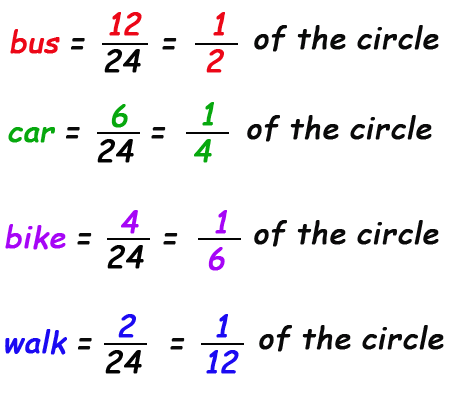 bus = 12/24 = 1/2 of the circle
car = 6/24 = 1/4 of the circle
bike = 4/24 = 1/6 of the circle
walk = 2/24 = 1/12 of the circle